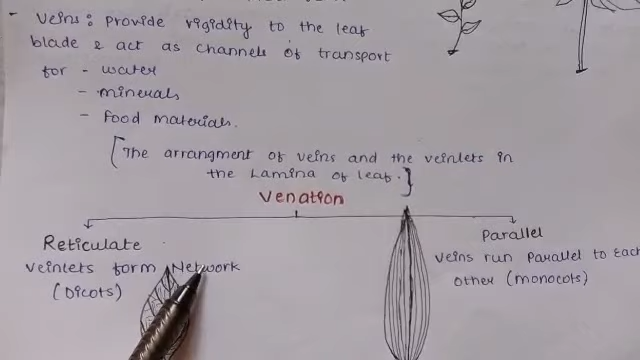 - Veins: Provide rigidity to the leaf
blade & act as channels of transport
for - water
- minerals
- Food materials.
[The arrangment of veins and the veinlets in
the Lamina of leaf.}
Venation
Reticulate
Veinlets form Network
(Dicots)
Parallel
Veins run Parallel to Each
other (monocots)